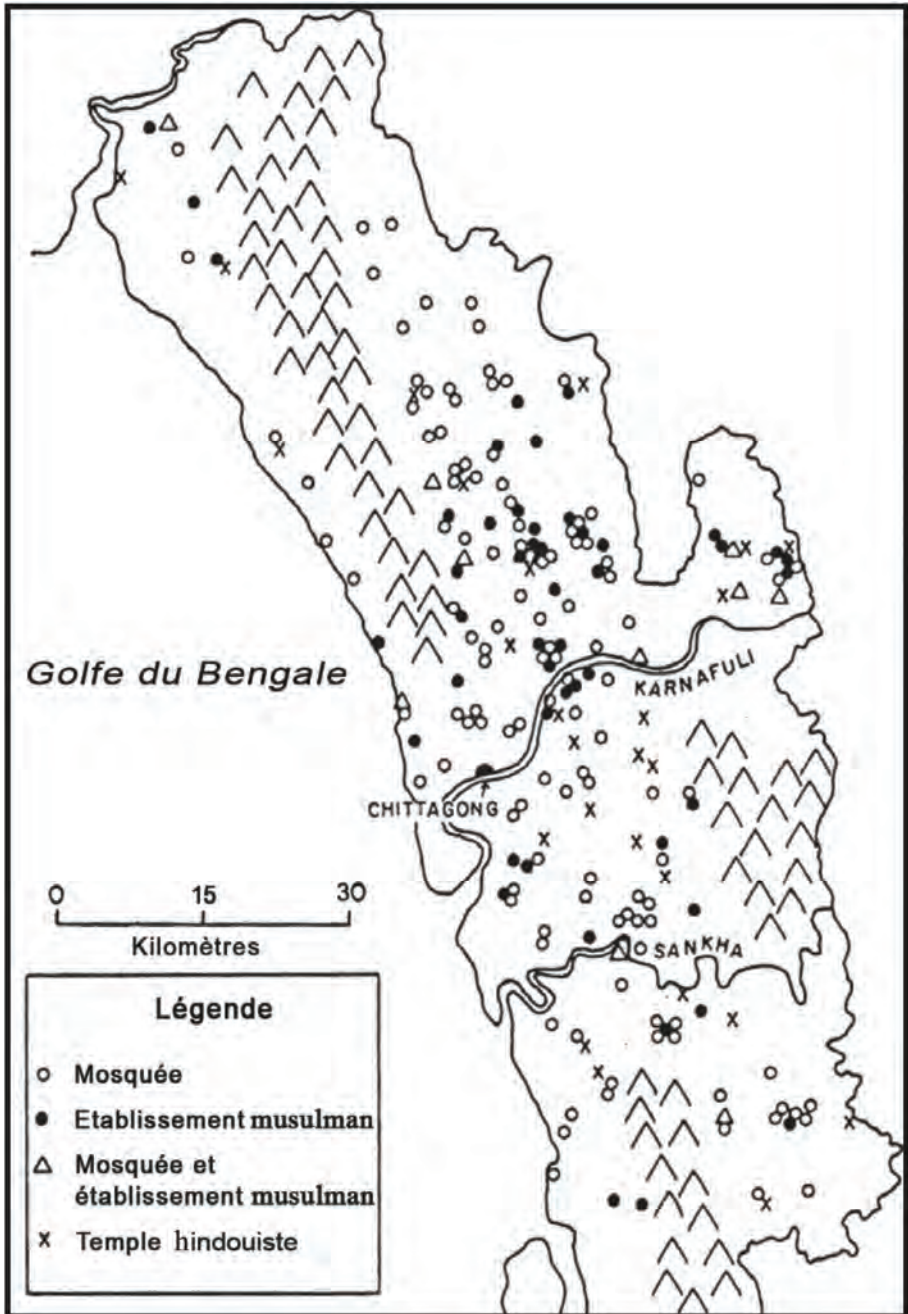 Golfe du Bengale
KARNAFULI
CHITTAGONG
SANKHA
0 15 30
Kilomètres
Légende
Mosquée
Etablissement musulman
Mosquée et
établissement musulman
Temple hindouiste